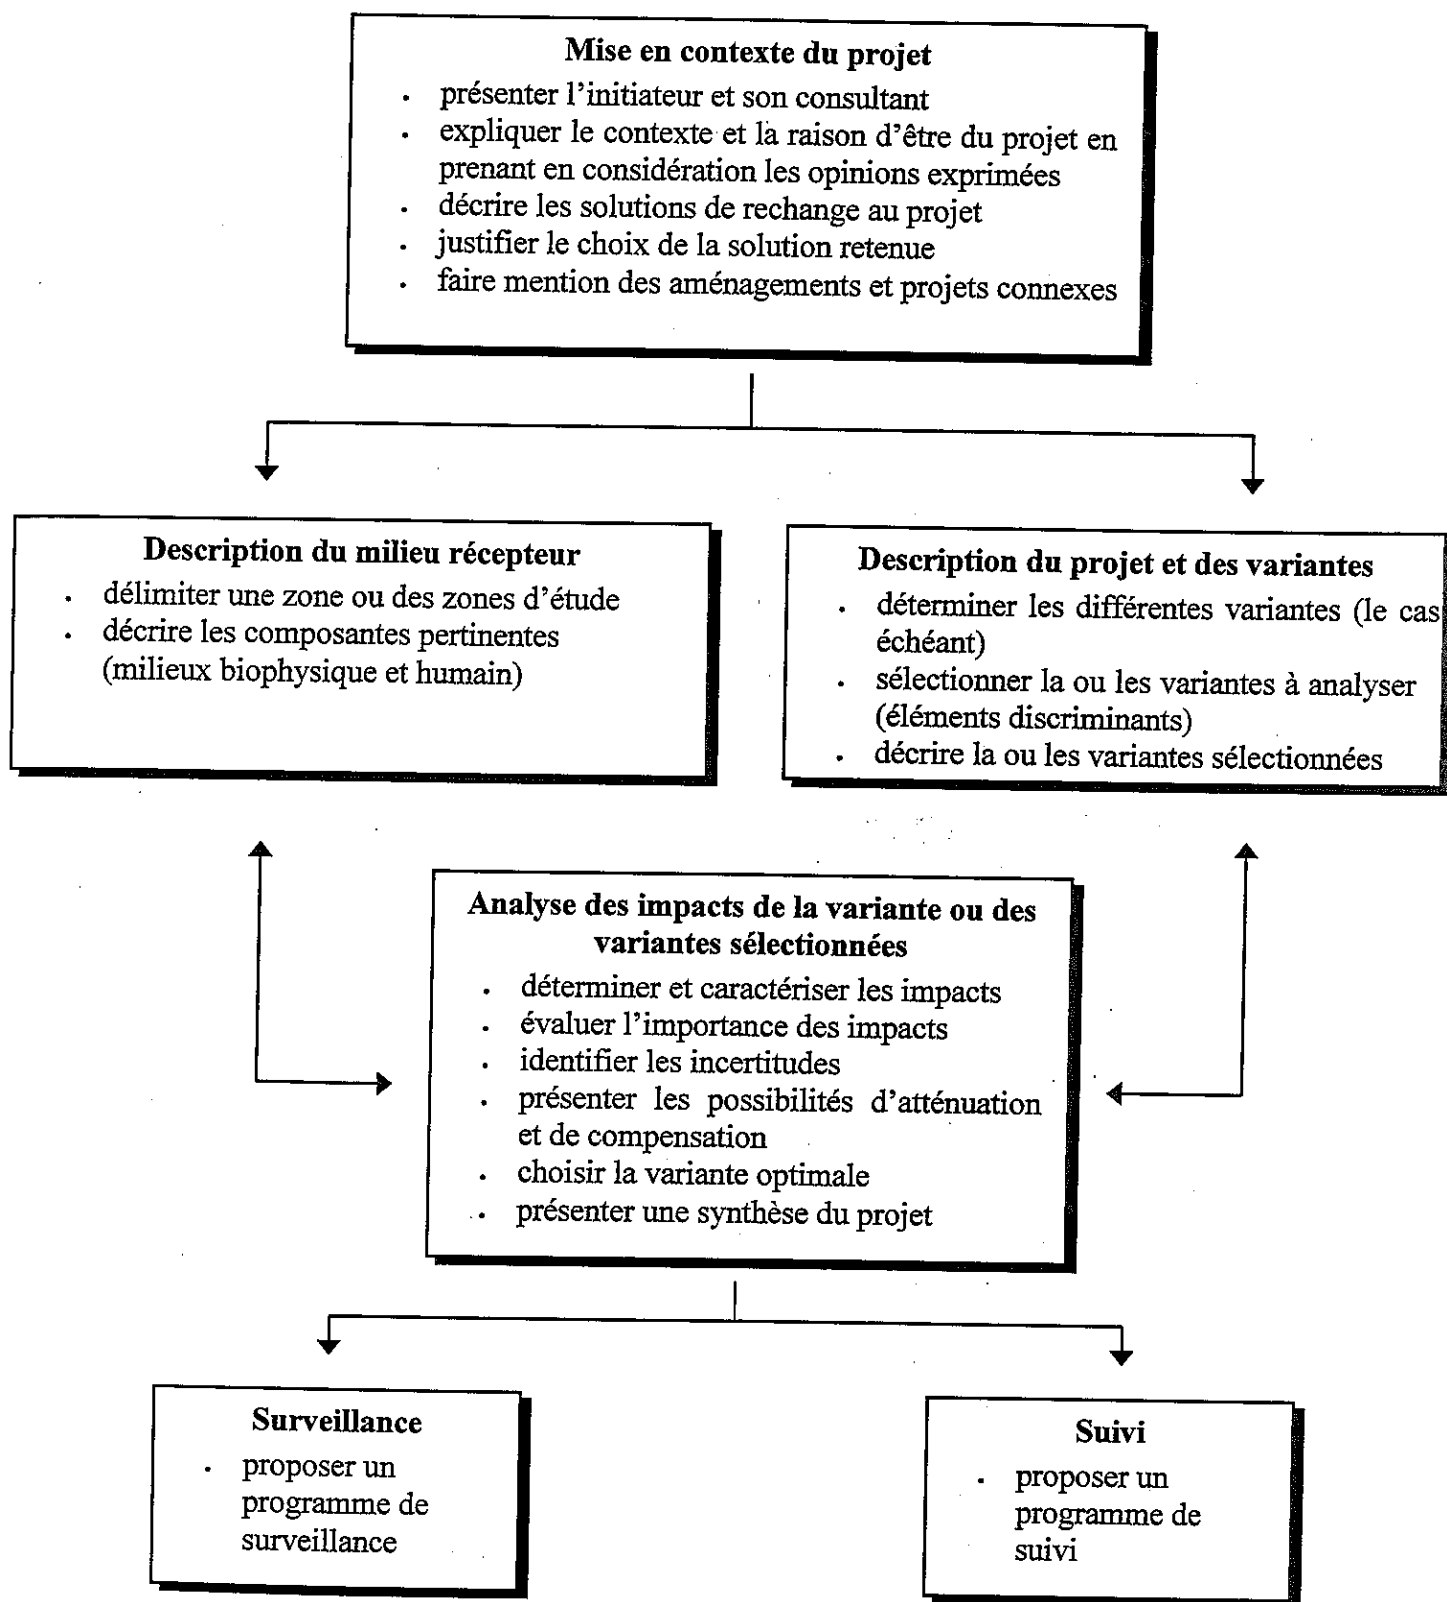 Mise en contexte du projet
· présenter l'initiateur et son consultant
· expliquer le contexte et la raison d'être du projet en
prenant en considération les opinions exprimées
· décrire les solutions de rechange au projet
· justifier le choix de la solution retenue
· faire mention des aménagements et projets connexes
Description du milieu récepteur
· délimiter une zone ou des zones d'étude
· décrire les composantes pertinentes
(milieux biophysique et humain)
Description du projet et des variantes
· déterminer les différentes variantes (le cas
échéant)
· sélectionner la ou les variantes à analyser
(éléments discriminants)
· décrire la ou les variantes sélectionnées
Analyse des impacts de la variante ou des
variantes sélectionnées
· déterminer et caractériser les impacts
· évaluer l'importance des impacts
· identifier les incertitudes
· présenter les possibilités d'atténuation
et de compensation
· choisir la variante optimale
· présenter une synthèse du projet
Surveillance
· proposer un
programme de
surveillance
Suivi
· proposer un
programme de
suivi